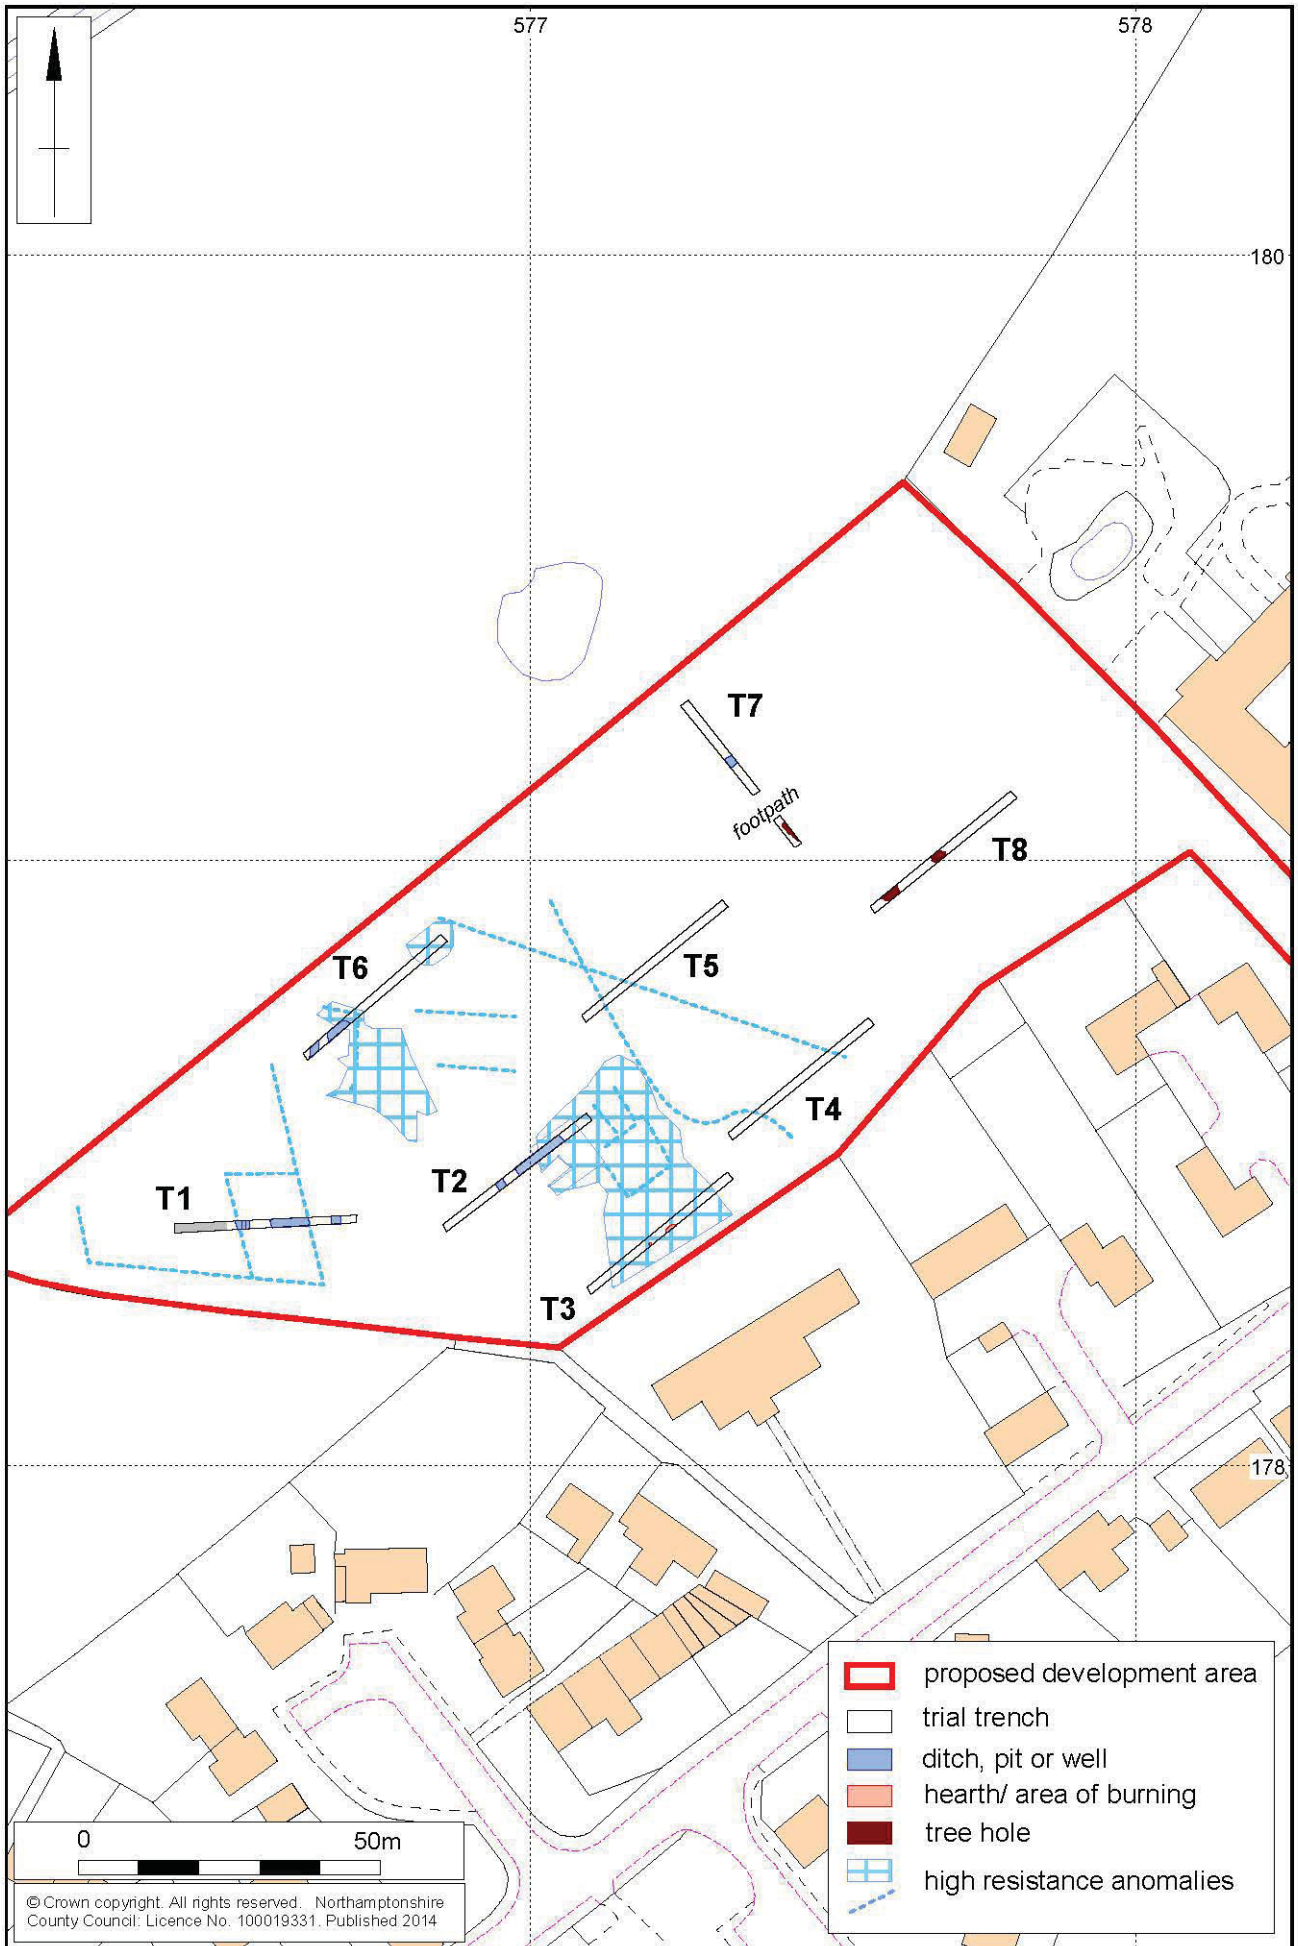 577
578
180
T7
footpath
T8
T6
T5
T4
T2
T1
T3
178
proposed development area
trial trench
ditch, pit or well
hearth/ area of burning
tree hole
high resistance anomalies
0 50m
© Crown copyright. All rights reserved. Northamptonshire
County Council: Licence No. 100019331. Published 2014